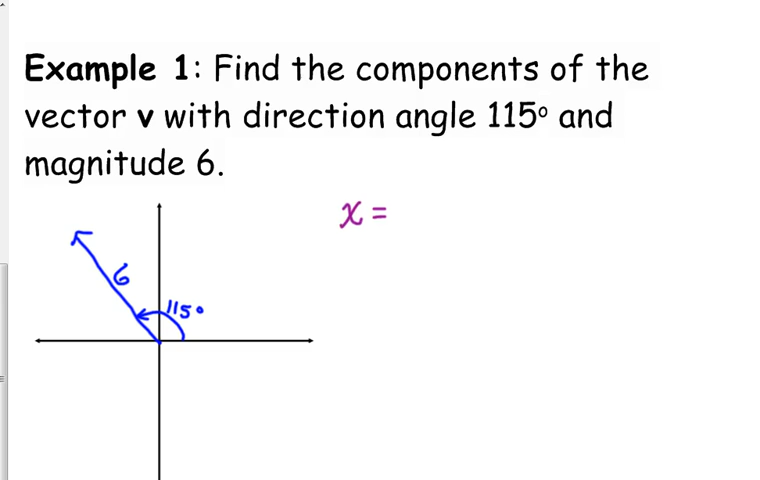 Example 1: Find the components of the
vector v with direction angle 115° and
magnitude 6.
x =
6
115°